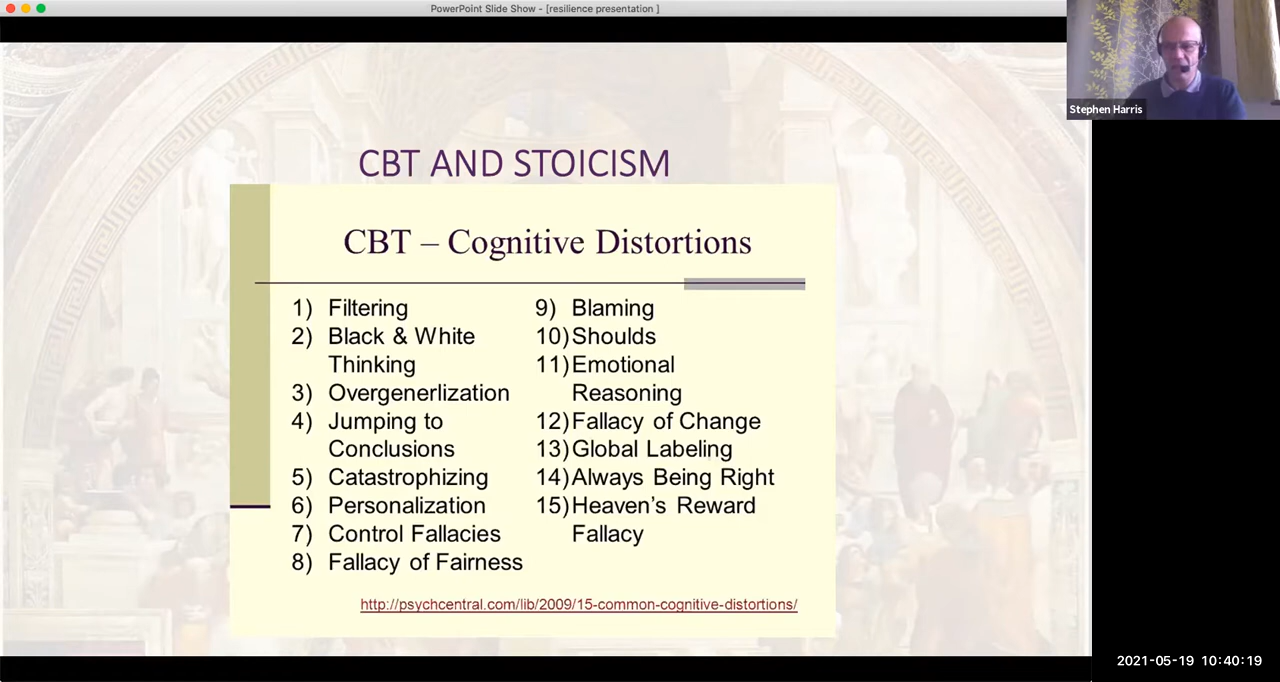 PowerPoint Slide Show - [resilience presentation ]
Stephen Harris
CBT AND STOICISM
CBT – Cognitive Distortions
1) Filtering
2) Black & White
Thinking
3) Overgenerlization
4) Jumping to
Conclusions
5) Catastrophizing
6) Personalization
7) Control Fallacies
8) Fallacy of Fairness
9) Blaming
10) Shoulds
11) Emotional
Reasoning
12) Fallacy of Change
13) Global Labeling
14) Always Being Right
15) Heaven’s Reward
Fallacy
http://psychcentral.com/lib/2009/15-common-cognitive-distortions/
2021-05-19 10:40:19